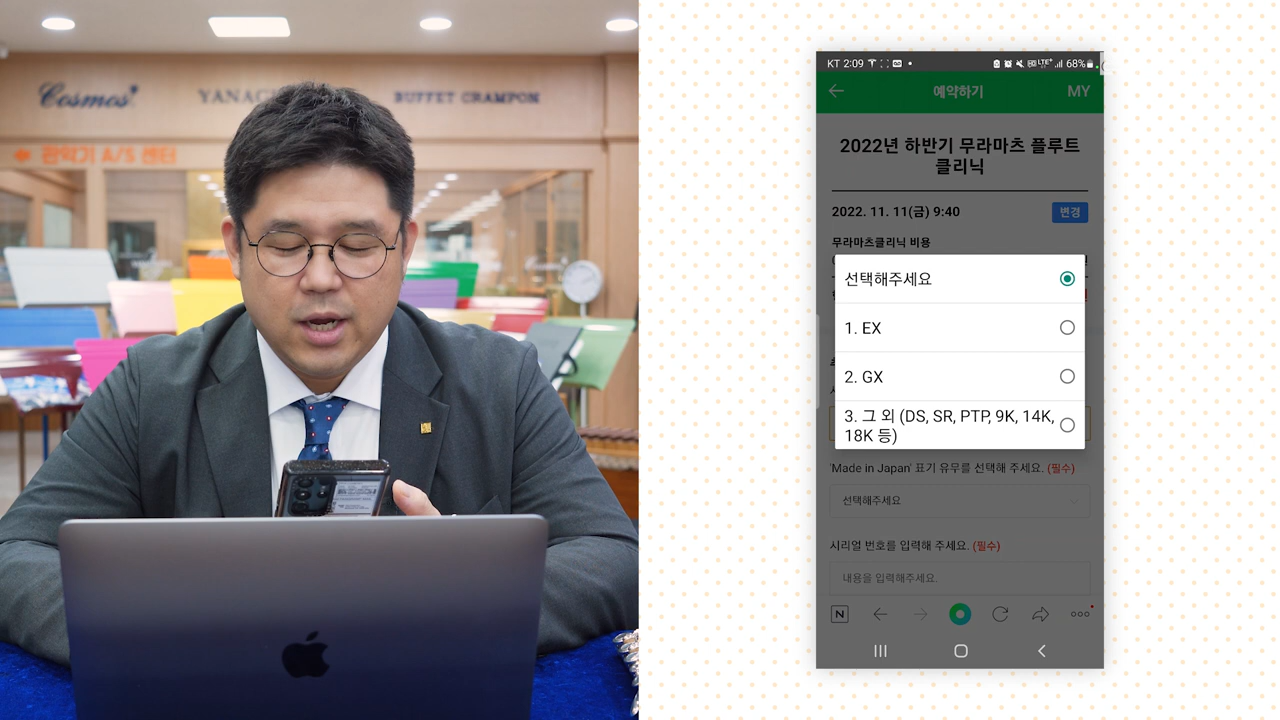 Cosmos
BUFFET CRAMPON
관악기 A/S 센터
KT 2:09
LTE+ 68%
예약하기
MY
2022년 하반기 무라마츠 플루트
클리닉
2022. 11. 11(금) 9:40
변경
무라마츠클리닉 비용
선택해주세요
1. EX
2. GX
3. 그 외 (DS, SR, PTP, 9K, 14K,
18K 등)
'Made in Japan' 표기 유무를 선택해 주세요. (필수)
선택해주세요
시리얼 번호를 입력해 주세요. (필수)
내용을 입력해주세요.
N